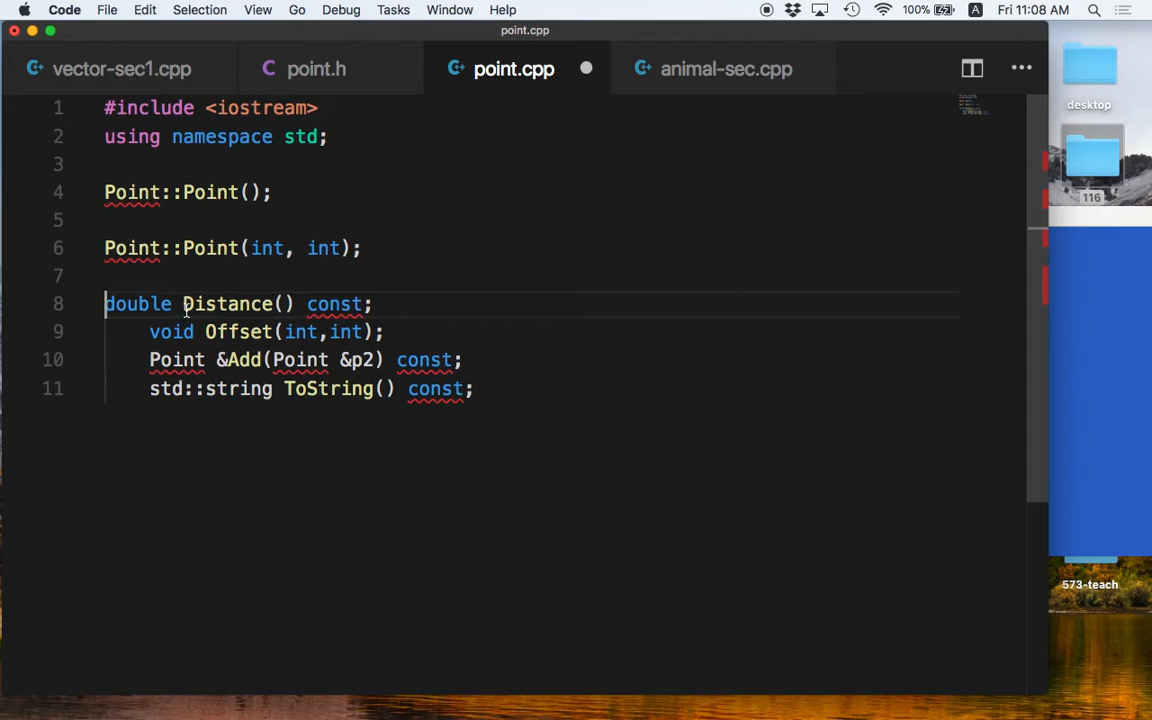 Code File Edit Selection View Go Debug Tasks Window Help 100% A Fri 11:08 AM
point.cpp
vector-sec1.cpp point.h point.cpp animal-sec.cpp
desktop
116
573-teach
1 #include <iostream>
2 using namespace std;
3
4 Point::Point();
5
6 Point::Point(int, int);
7
8 double Distance() const;
9 void Offset(int,int);
10 Point &Add(Point &p2) const;
11 std::string ToString() const;